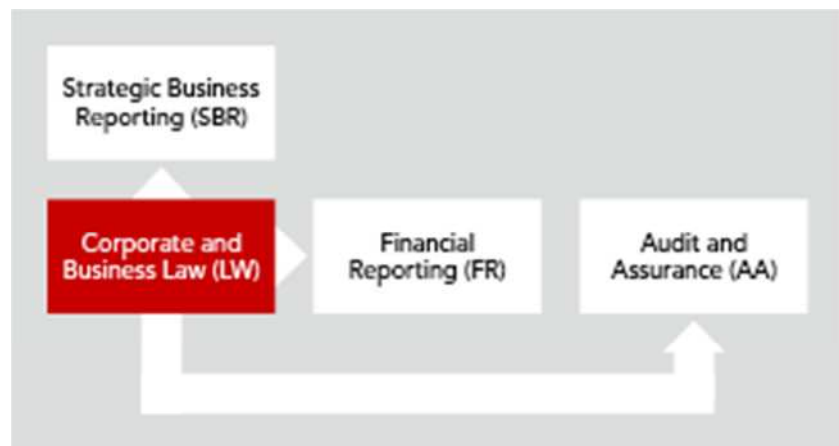 Strategic Business
Reporting (SBR)
Corporate and
Business Law (LW)
Financial
Reporting (FR)
Audit and
Assurance (AA)